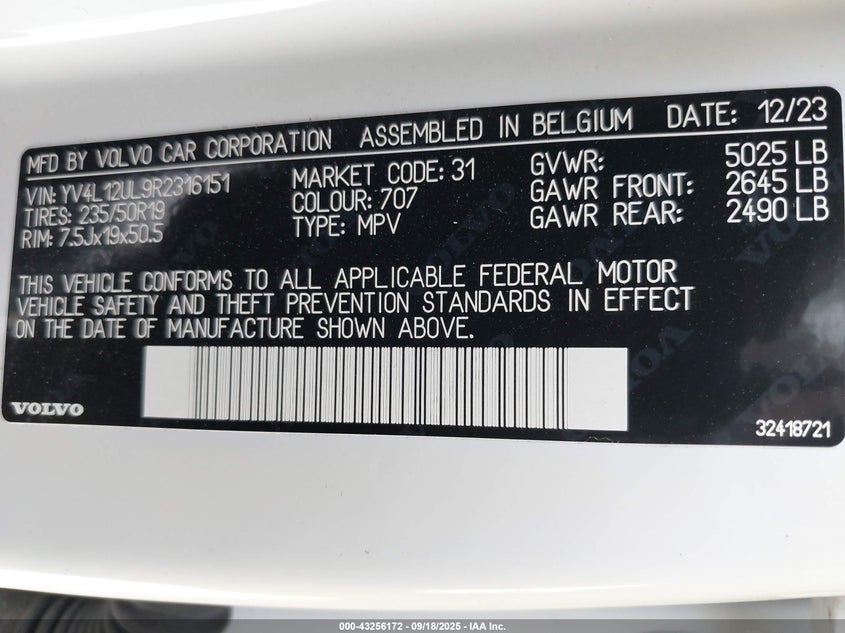 MFD BY VOLVO CAR CORPORATION ASSEMBLED IN BELGIUM DATE: 12/23
VIN: YV4L12UL9R2316151 MARKET CODE: 31 GVWR: 5025 LB
TIRES: 235/50R19 COLOUR: 707 GAWR FRONT: 2645 LB
RIM: 7.5Jx19x50.5 TYPE: MPV GAWR REAR: 2490 LB
THIS VEHICLE CONFORMS TO ALL APPLICABLE FEDERAL MOTOR
VEHICLE SAFETY AND THEFT PREVENTION STANDARDS IN EFFECT
ON THE DATE OF MANUFACTURE SHOWN ABOVE.
VOLVO
32418721
000-43256172 — 09/18/2025 — IAA Inc.